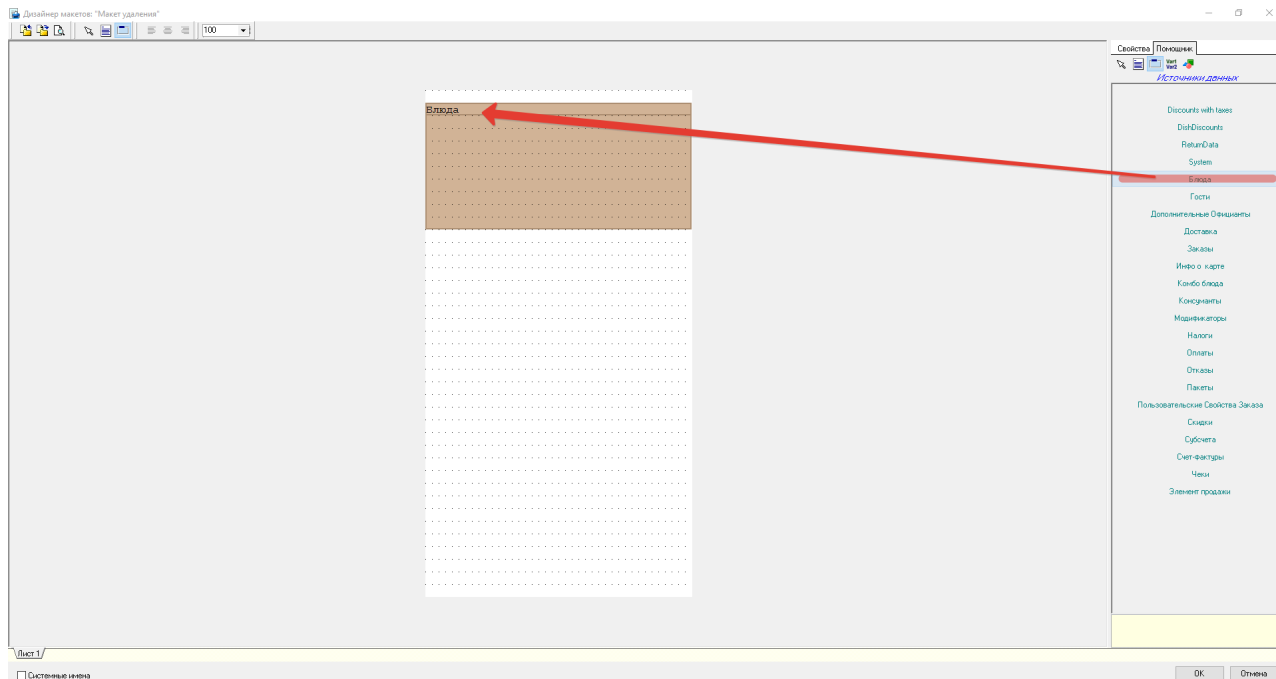 Дизайнер макетов: "Макет удаления"
100
Свойства Помощник
Var1
Var2
Источники данных
Блюда
Discounts with taxes
DishDiscounts
ReturnData
System
Блюда
Гости
Дополнительные Официанты
Доставка
Заказы
Инфо о карте
Комбо блюда
Консуманты
Модификаторы
Налоги
Оплаты
Отказы
Пакеты
Пользовательские Свойства Заказа
Скидки
Субсчета
Счет-фактуры
Чеки
Элемент продажи
Лист 1
Системные имена
OK Отмена